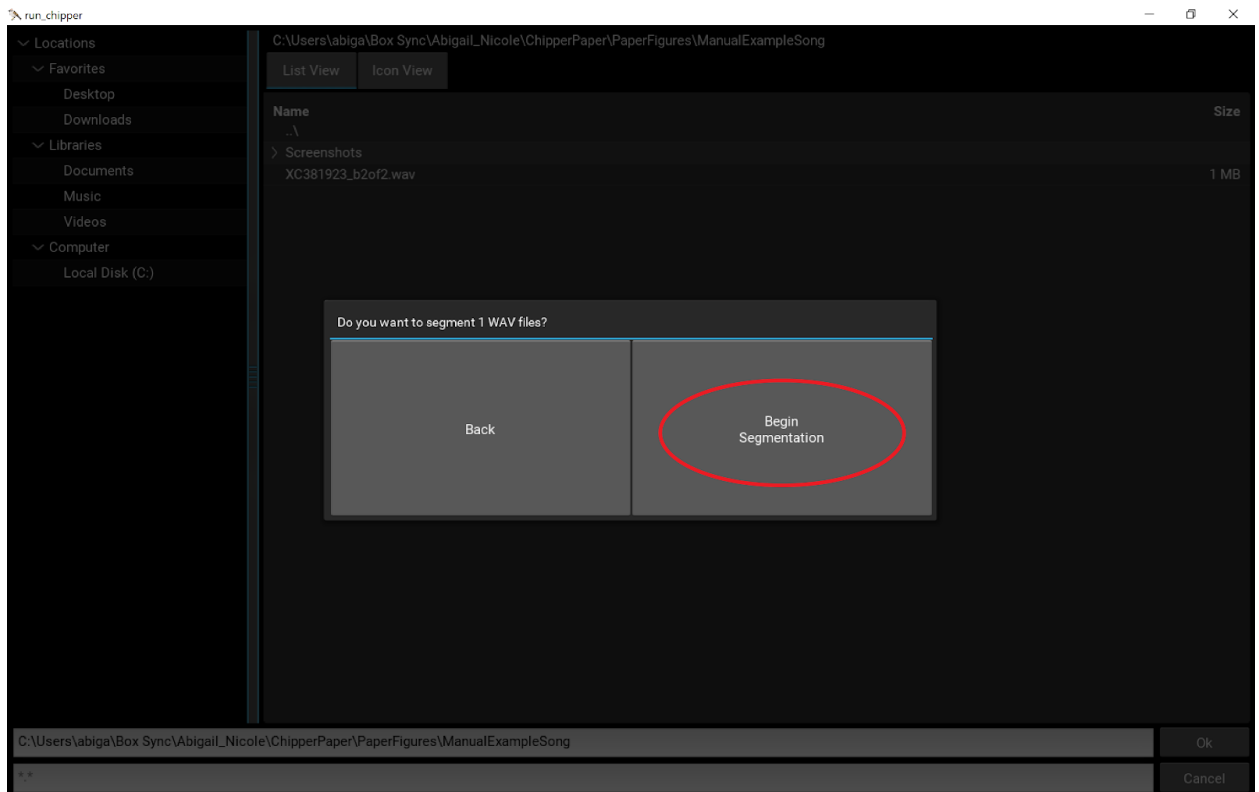 run_chipper
Locations
Favorites
Desktop
Downloads
Libraries
Documents
Music
Videos
Computer
Local Disk (C:)
C:\Users\abiga\Box Sync\Abigail_Nicole\ChipperPaper\PaperFigures\ManualExampleSong
List View Icon View
Name Size
..\
Screenshots
XC381923_b2of2.wav 1 MB
Do you want to segment 1 WAV files?
Back
Begin
Segmentation
C:\Users\abiga\Box Sync\Abigail_Nicole\ChipperPaper\PaperFigures\ManualExampleSong
Ok
*.*
Cancel